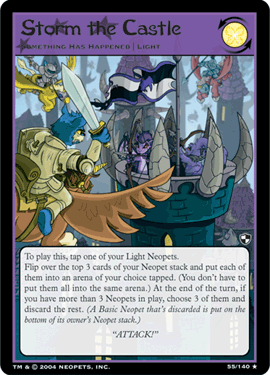 Storm the Castle
Something Has Happened | Light
To play this, tap one of your Light Neopets.
Flip over the top 3 cards of your Neopet stack and put each of
them into an arena of your choice tapped. (You don't have to
put them all into the same arena.) At the end of the turn, if
you have more than 3 Neopets in play, choose 3 of them and
discard the rest. (A Basic Neopet that's discarded is put on the
bottom of its owner's Neopet stack.)
"ATTACK!"
TM & © 2004 NEOPETS, INC.
55/140 ★